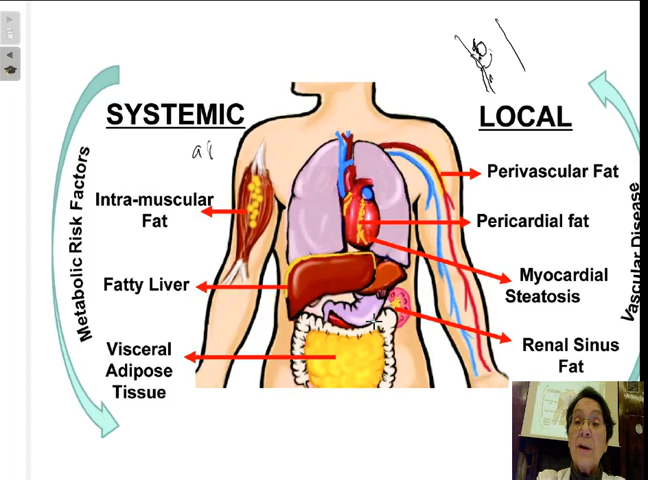 SYSTEMIC
LOCAL
Metabolic Risk Factors
Intra-muscular
Fat
Fatty Liver
Visceral
Adipose
Tissue
Perivascular Fat
Pericardial fat
Myocardial
Steatosis
Renal Sinus
Fat
Vascular Disease